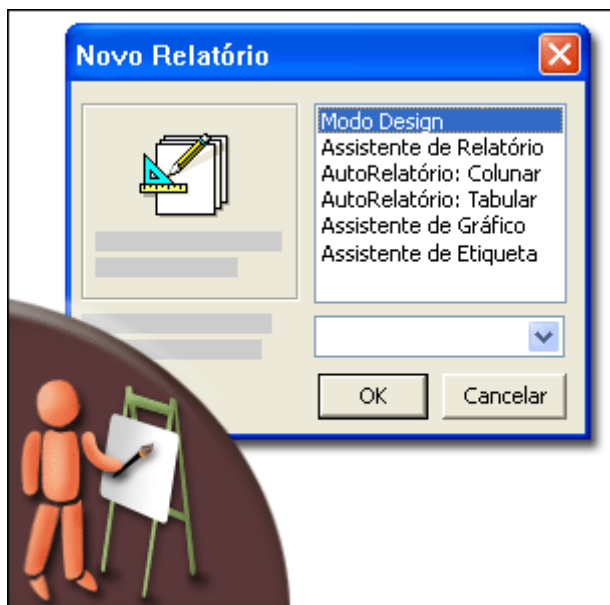 Novo Relatório
Modo Design
Assistente de Relatório
AutoRelatório: Colunar
AutoRelatório: Tabular
Assistente de Gráfico
Assistente de Etiqueta
OK
Cancelar